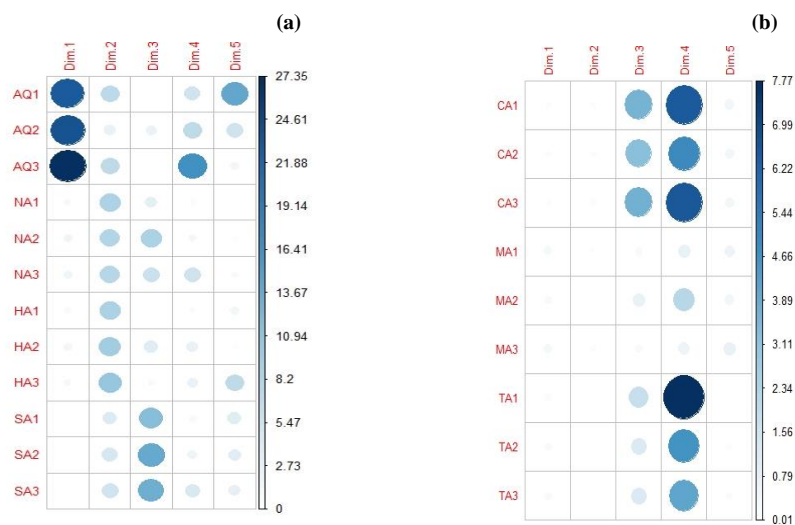 (a)
Dim.1 Dim.2 Dim.3 Dim.4 Dim.5
AQ1
AQ2
AQ3
NA1
NA2
NA3
HA1
HA2
HA3
SA1
SA2
SA3
27.35
24.61
21.88
19.14
16.41
13.67
10.94
8.2
5.47
2.73
0
(b)
Dim.1 Dim.2 Dim.3 Dim.4 Dim.5
CA1
CA2
CA3
MA1
MA2
MA3
TA1
TA2
TA3
7.77
6.99
6.22
5.44
4.66
3.89
3.11
2.34
1.56
0.79
0.01